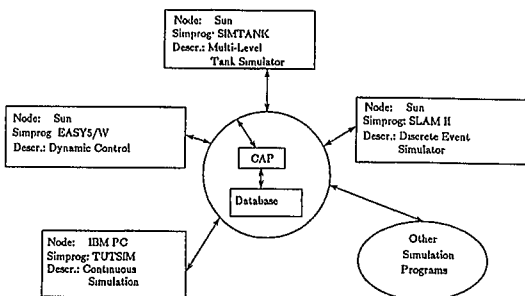 Node: Sun
Simprog: SIMTANK
Descr.: Multi-Level
Tank Simulator
Node: Sun
Simprog EASY5/W
Descr.: Dynamic Control
Node: Sun
Simprog: SLAM II
Descr.: Discrete Event
Simulator
CAP
Database
Node: IBM PC
Simprog: TUTSIM
Descr.: Continuous
Simulation
Other
Simulation
Programs